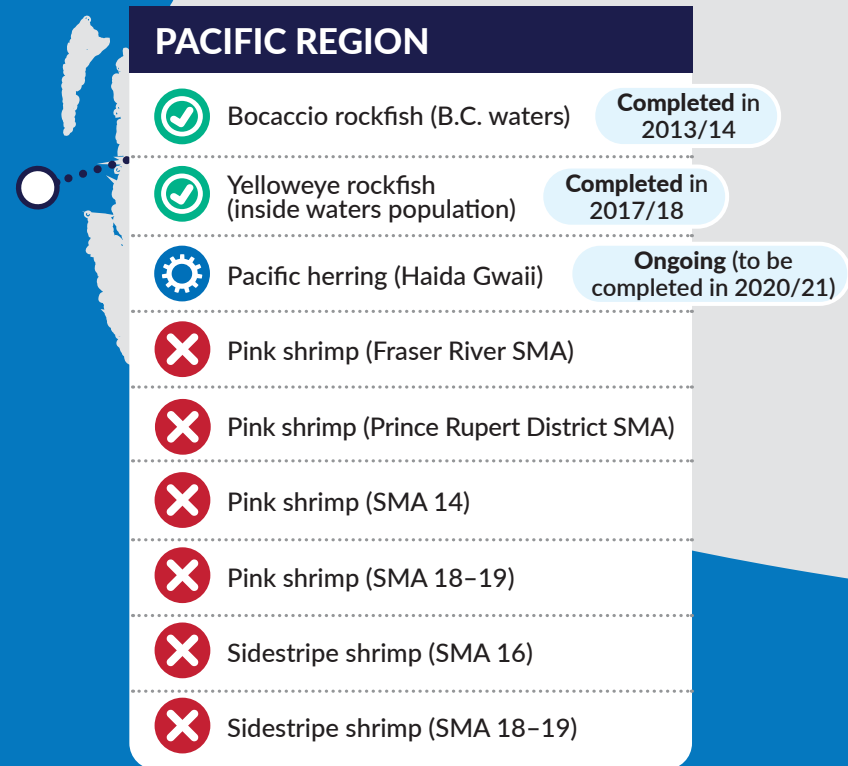 PACIFIC REGION
Bocaccio rockfish (B.C. waters)
Completed in
2013/14
Yelloweye rockfish
(inside waters population)
Completed in
2017/18
Pacific herring (Haida Gwaii)
Ongoing (to be
completed in 2020/21)
Pink shrimp (Fraser River SMA)
Pink shrimp (Prince Rupert District SMA)
Pink shrimp (SMA 14)
Pink shrimp (SMA 18–19)
Sidestripe shrimp (SMA 16)
Sidestripe shrimp (SMA 18–19)